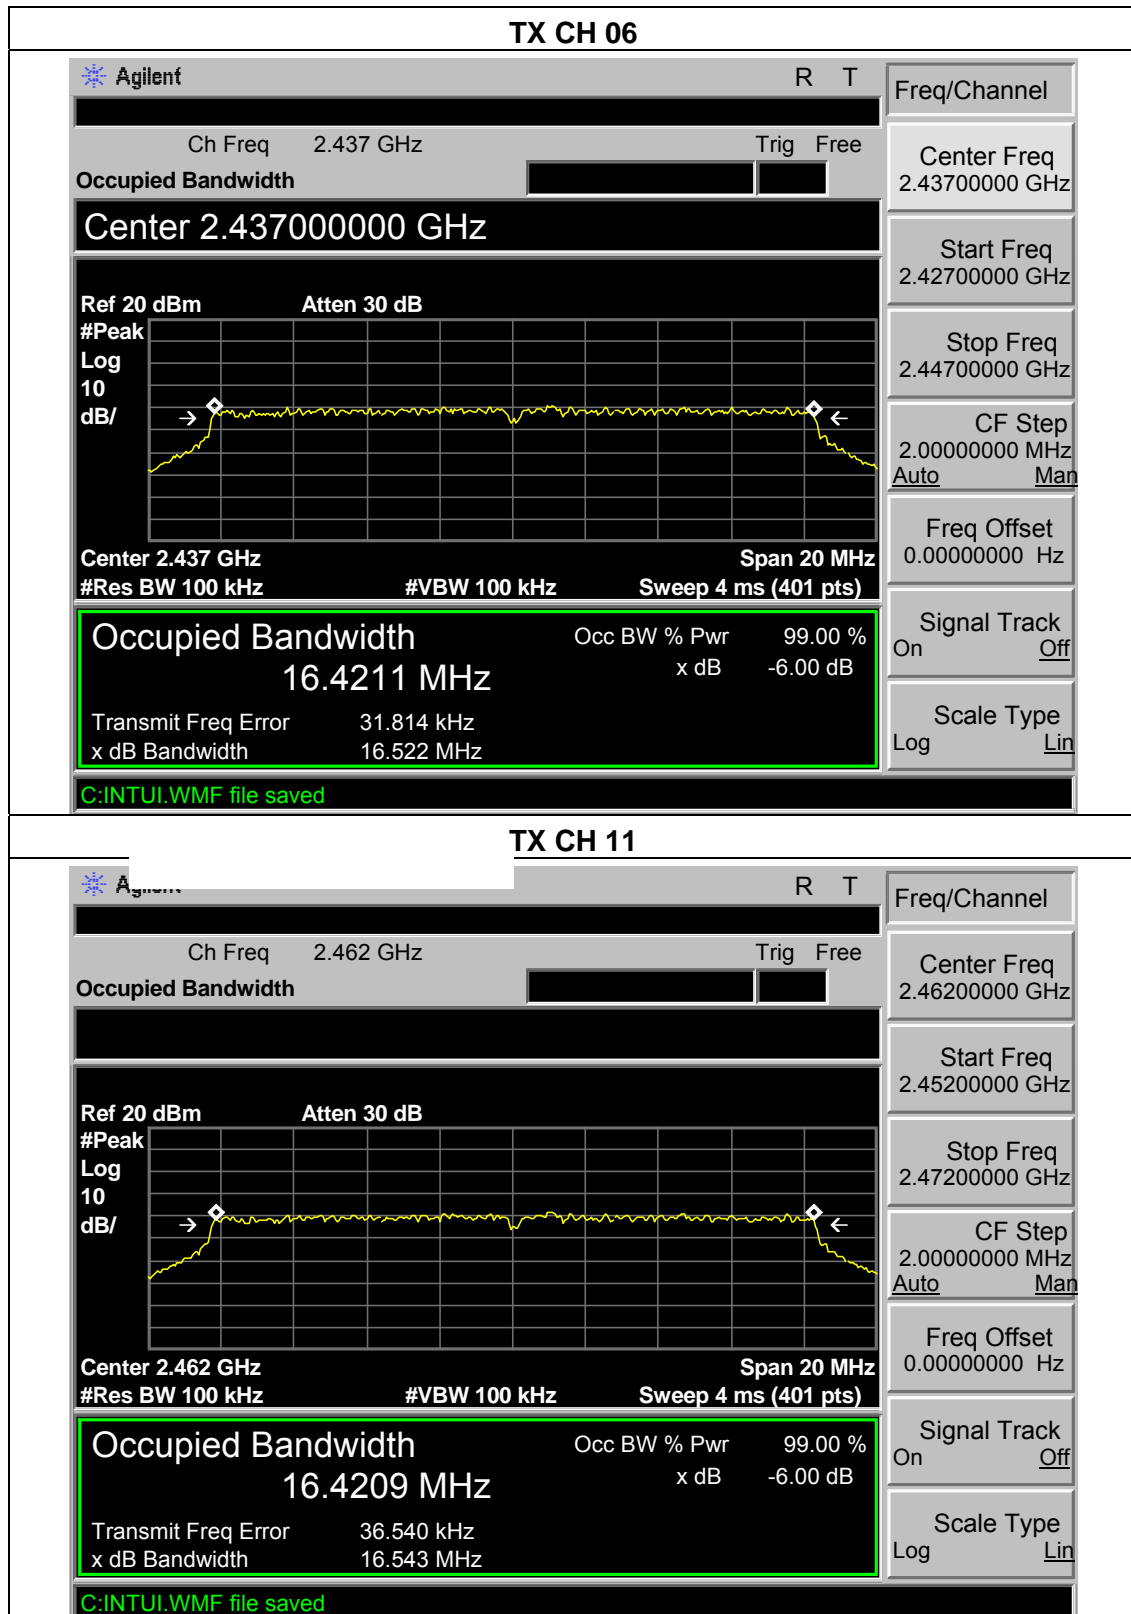 TX CH 06
Agilent R T
Freq/Channel
Ch Freq 2.437 GHz Trig Free
Occupied Bandwidth
Center 2.437000000 GHz
Ref 20 dBm Atten 30 dB
#Peak
Log
10
dB/
Center 2.437 GHz Span 20 MHz
#Res BW 100 kHz #VBW 100 kHz Sweep 4 ms (401 pts)
Occupied Bandwidth Occ BW % Pwr 99.00 %
16.4211 MHz x dB -6.00 dB
Transmit Freq Error 31.814 kHz
x dB Bandwidth 16.522 MHz
C:INTUI.WMF file saved
Center Freq
2.43700000 GHz
Start Freq
2.42700000 GHz
Stop Freq
2.44700000 GHz
CF Step
2.00000000 MHz
Auto Man
Freq Offset
0.00000000 Hz
Signal Track
On Off
Scale Type
Log Lin
TX CH 11
R T
Freq/Channel
Ch Freq 2.462 GHz Trig Free
Occupied Bandwidth
Ref 20 dBm Atten 30 dB
#Peak
Log
10
dB/
Center 2.462 GHz Span 20 MHz
#Res BW 100 kHz #VBW 100 kHz Sweep 4 ms (401 pts)
Occupied Bandwidth Occ BW % Pwr 99.00 %
16.4209 MHz x dB -6.00 dB
Transmit Freq Error 36.540 kHz
x dB Bandwidth 16.543 MHz
C:INTUI.WMF file saved
Center Freq
2.46200000 GHz
Start Freq
2.45200000 GHz
Stop Freq
2.47200000 GHz
CF Step
2.00000000 MHz
Auto Man
Freq Offset
0.00000000 Hz
Signal Track
On Off
Scale Type
Log Lin